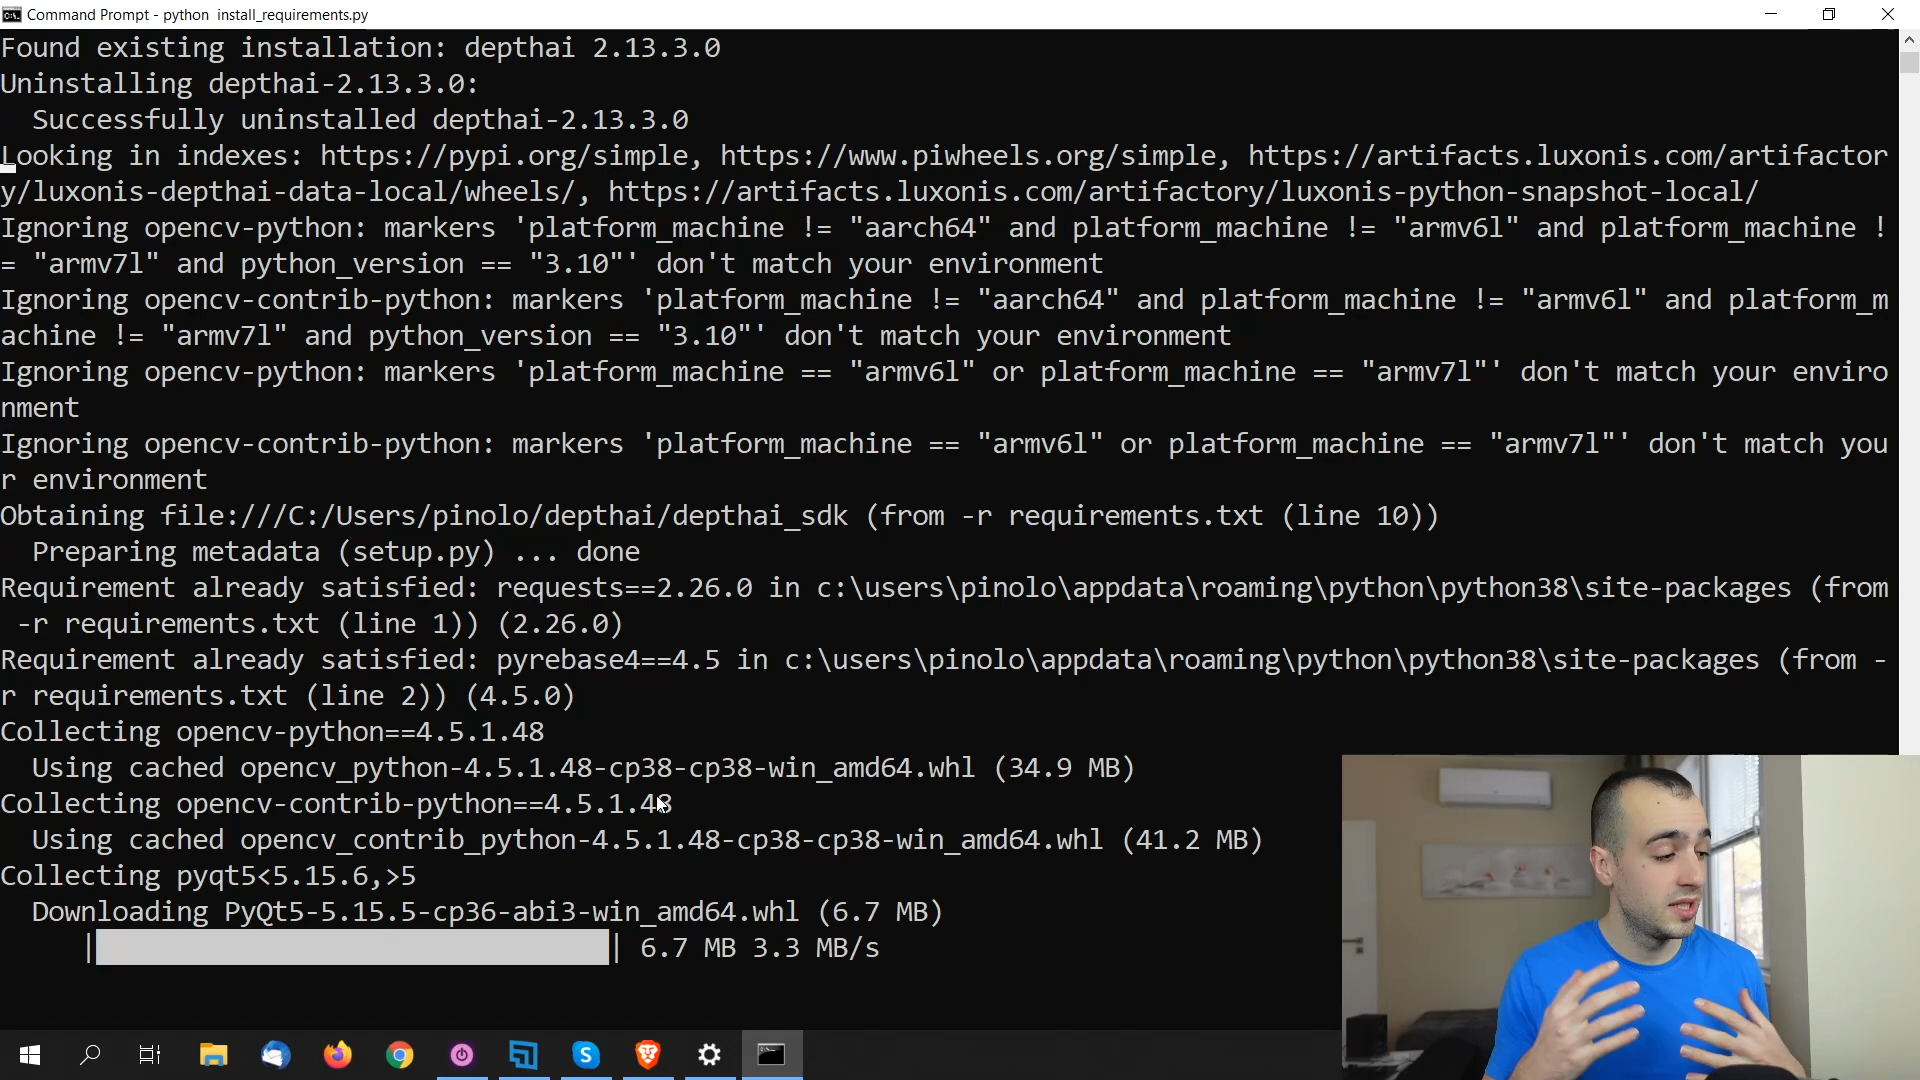 Command Prompt - python  install_requirements.py
Found existing installation: depthai 2.13.3.0
Uninstalling depthai-2.13.3.0:
  Successfully uninstalled depthai-2.13.3.0
Looking in indexes: https://pypi.org/simple, https://www.piwheels.org/simple, https://artifacts.luxonis.com/artifactor
y/luxonis-depthai-data-local/wheels/, https://artifacts.luxonis.com/artifactory/luxonis-python-snapshot-local/
Ignoring opencv-python: markers 'platform_machine != "aarch64" and platform_machine != "armv6l" and platform_machine !
= "armv7l" and python_version == "3.10"' don't match your environment
Ignoring opencv-contrib-python: markers 'platform_machine != "aarch64" and platform_machine != "armv6l" and platform_m
achine != "armv7l" and python_version == "3.10"' don't match your environment
Ignoring opencv-python: markers 'platform_machine == "armv6l" or platform_machine == "armv7l"' don't match your enviro
nment
Ignoring opencv-contrib-python: markers 'platform_machine == "armv6l" or platform_machine == "armv7l"' don't match you
r environment
Obtaining file:///C:/Users/pinolo/depthai/depthai_sdk (from -r requirements.txt (line 10))
  Preparing metadata (setup.py) ... done
Requirement already satisfied: requests==2.26.0 in c:\users\pinolo\appdata\roaming\python\python38\site-packages (from
 -r requirements.txt (line 1)) (2.26.0)
Requirement already satisfied: pyrebase4==4.5 in c:\users\pinolo\appdata\roaming\python\python38\site-packages (from -
r requirements.txt (line 2)) (4.5.0)
Collecting opencv-python==4.5.1.48
  Using cached opencv_python-4.5.1.48-cp38-cp38-win_amd64.whl (34.9 MB)
Collecting opencv-contrib-python==4.5.1.48
  Using cached opencv_contrib_python-4.5.1.48-cp38-cp38-win_amd64.whl (41.2 MB)
Collecting pyqt5<5.15.6,>5
  Downloading PyQt5-5.15.5-cp36-abi3-win_amd64.whl (6.7 MB)
     | | 6.7 MB 3.3 MB/s